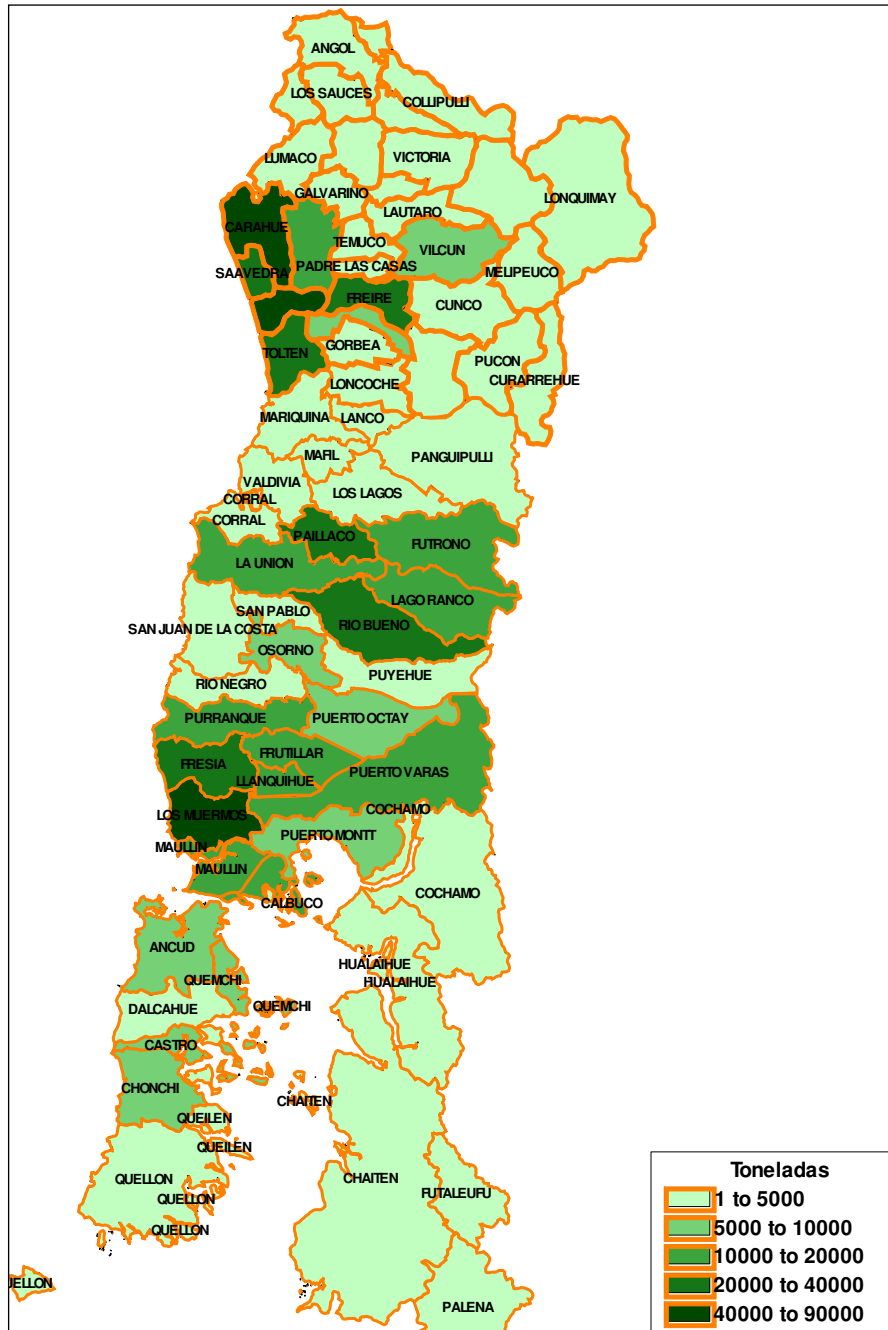 ANGOL
LOS SAUCES
COLLIPULLI
LUMACO
VICTORIA
GALVARINO
LONQUIMAY
LAUTARO
CARAHUE
TEMUCO
VILCUN
PADRE LAS CASAS
SAAVEDRA
MELIPEUCO
FREIRE
CUNCO
GORBEA
TOLTEN
PUCON
CURARREHUE
LONCOCHE
MARIQUINA
LANCO
MAFIL
PANGUIPULLI
VALDIVIA
LOS LAGOS
CORRAL
CORRAL
PAILLACO
FUTRONO
LA UNION
LAGO RANCO
SAN PABLO
RIO BUENO
SAN JUAN DE LA COSTA
OSORNO
PUYEHUE
RIO NEGRO
PURRANQUE
PUERTO OCTAY
FRUTILLAR
FRESIA
PUERTO VARAS
LLANQUIHUE
COCHAMO
LOS MUERMOS
PUERTO MONTT
MAULLIN
MAULLIN
COCHAMO
CALBUCO
ANCUD
HUALAIHUE
QUEMCHI
HUALAIHUE
DALCAHUE
QUEMCHI
CASTRO
CHONCHI
CHAITEN
QUEILEN
QUEILEN
QUELLON
CHAITEN
FUTALEUFU
QUELLON
QUELLON
UELLON
PALENA
Toneladas
1 to 5000
5000 to 10000
10000 to 20000
20000 to 40000
40000 to 90000